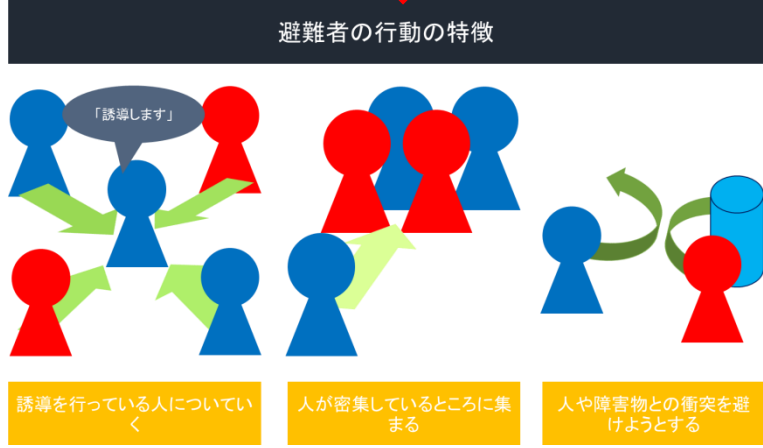 避難者の行動の特徴
「誘導します」
誘導を行っている人についてい
く
人が密集しているところに集
まる
人や障害物との衝突を避
けようとする